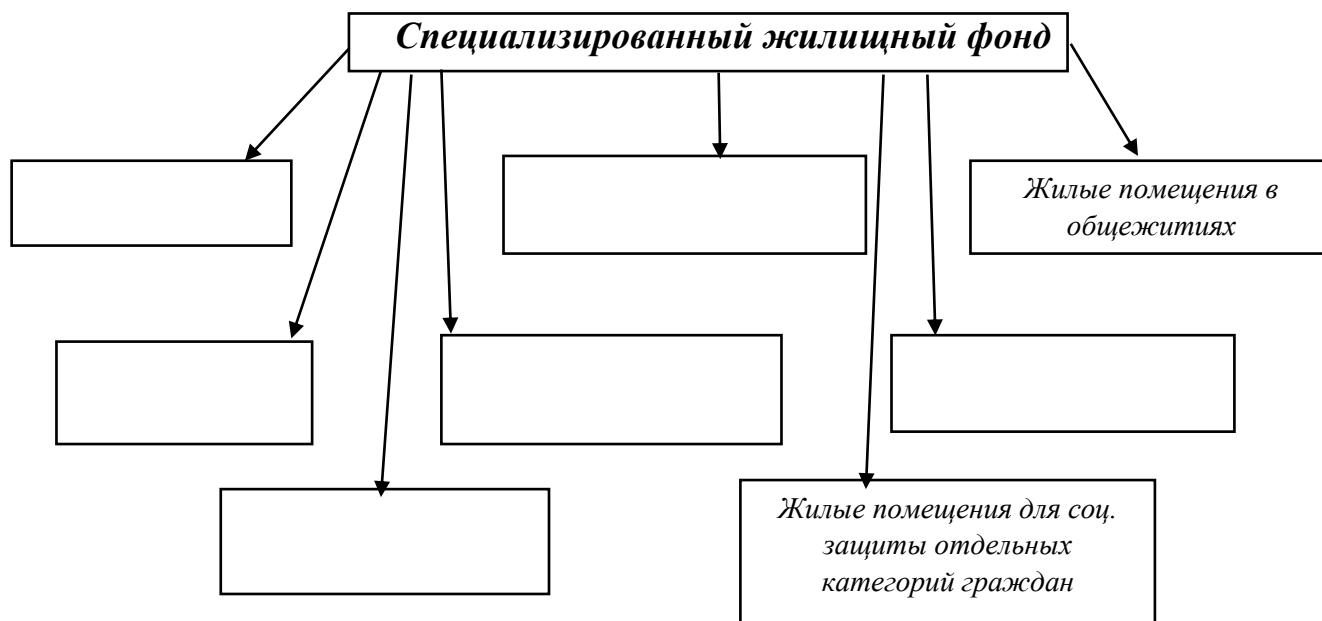 Специализированный жилищный фонд
Жилые помещения в
общежитиях
Жилые помещения для соц.
защиты отдельных
категорий граждан